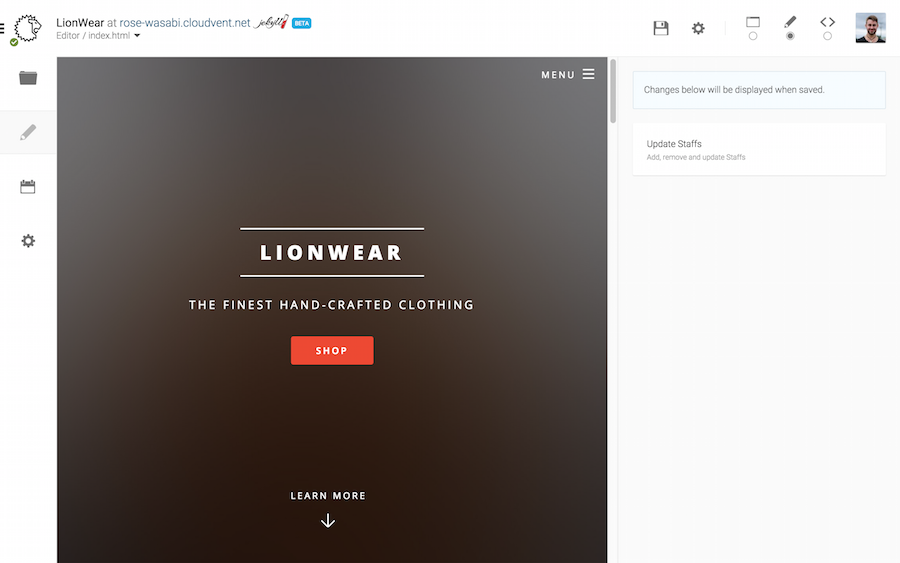 LionWear at rose-wasabi.cloudvent.net jekyll BETA
Editor / index.html
MENU
Changes below will be displayed when saved.
Update Staffs
Add, remove and update Staffs
LIONWEAR
THE FINEST HAND-CRAFTED CLOTHING
SHOP
LEARN MORE